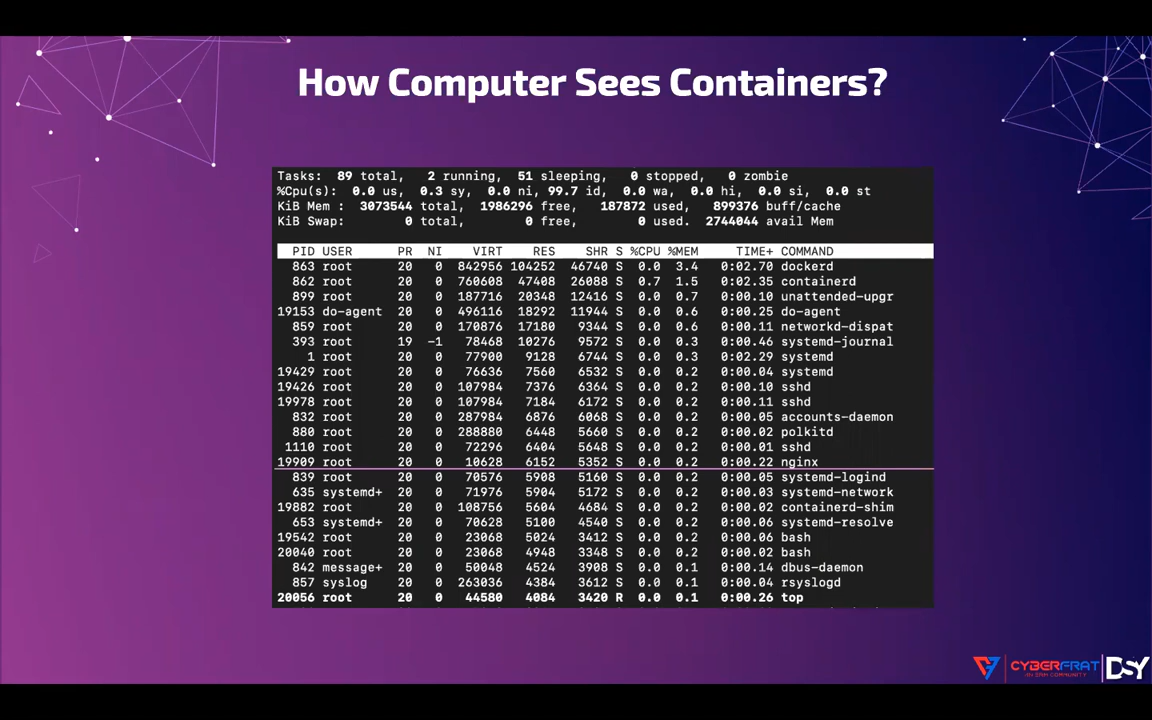 How Computer Sees Containers?
Tasks: 89 total, 2 running, 51 sleeping, 0 stopped, 0 zombie
%Cpu(s): 0.0 us, 0.3 sy, 0.0 ni, 99.7 id, 0.0 wa, 0.0 hi, 0.0 si, 0.0 st
KiB Mem : 3073544 total, 1986296 free, 187872 used, 899376 buff/cache
KiB Swap: 0 total, 0 free, 0 used. 2744044 avail Mem
PID USER PR NI VIRT RES SHR S %CPU %MEM TIME+ COMMAND
863 root 20 0 842956 104252 46740 S 0.0 3.4 0:02.70 dockerd
862 root 20 0 760608 47408 26088 S 0.7 1.5 0:02.35 containerd
899 root 20 0 187716 20348 12416 S 0.0 0.7 0:00.10 unattended-upgr
19153 do-agent 20 0 496116 18292 11944 S 0.0 0.6 0:00.25 do-agent
859 root 20 0 170876 17180 9344 S 0.0 0.6 0:00.11 networkd-dispat
393 root 19 -1 78468 10276 9572 S 0.0 0.3 0:00.46 systemd-journal
1 root 20 0 77900 9128 6744 S 0.0 0.3 0:02.29 systemd
19429 root 20 0 76636 7560 6532 S 0.0 0.2 0:00.04 systemd
19426 root 20 0 107984 7376 6364 S 0.0 0.2 0:00.10 sshd
19978 root 20 0 107984 7184 6172 S 0.0 0.2 0:00.11 sshd
832 root 20 0 287984 6876 6068 S 0.0 0.2 0:00.05 accounts-daemon
880 root 20 0 288880 6448 5660 S 0.0 0.2 0:00.02 polkitd
1110 root 20 0 72296 6404 5648 S 0.0 0.2 0:00.01 sshd
19909 root 20 0 10628 6152 5352 S 0.0 0.2 0:00.22 nginx
839 root 20 0 70576 5908 5160 S 0.0 0.2 0:00.05 systemd-logind
635 systemd+ 20 0 71976 5904 5172 S 0.0 0.2 0:00.03 systemd-network
19882 root 20 0 108756 5604 4684 S 0.0 0.2 0:00.02 containerd-shim
653 systemd+ 20 0 70628 5100 4540 S 0.0 0.2 0:00.06 systemd-resolve
19542 root 20 0 23068 5024 3412 S 0.0 0.2 0:00.06 bash
20040 root 20 0 23068 4948 3348 S 0.0 0.2 0:00.02 bash
842 message+ 20 0 50048 4524 3908 S 0.0 0.1 0:00.14 dbus-daemon
857 syslog 20 0 263036 4384 3612 S 0.0 0.1 0:00.04 rsyslogd
20056 root 20 0 44580 4084 3420 R 0.0 0.1 0:00.26 top
CYBERFRAT
DSY